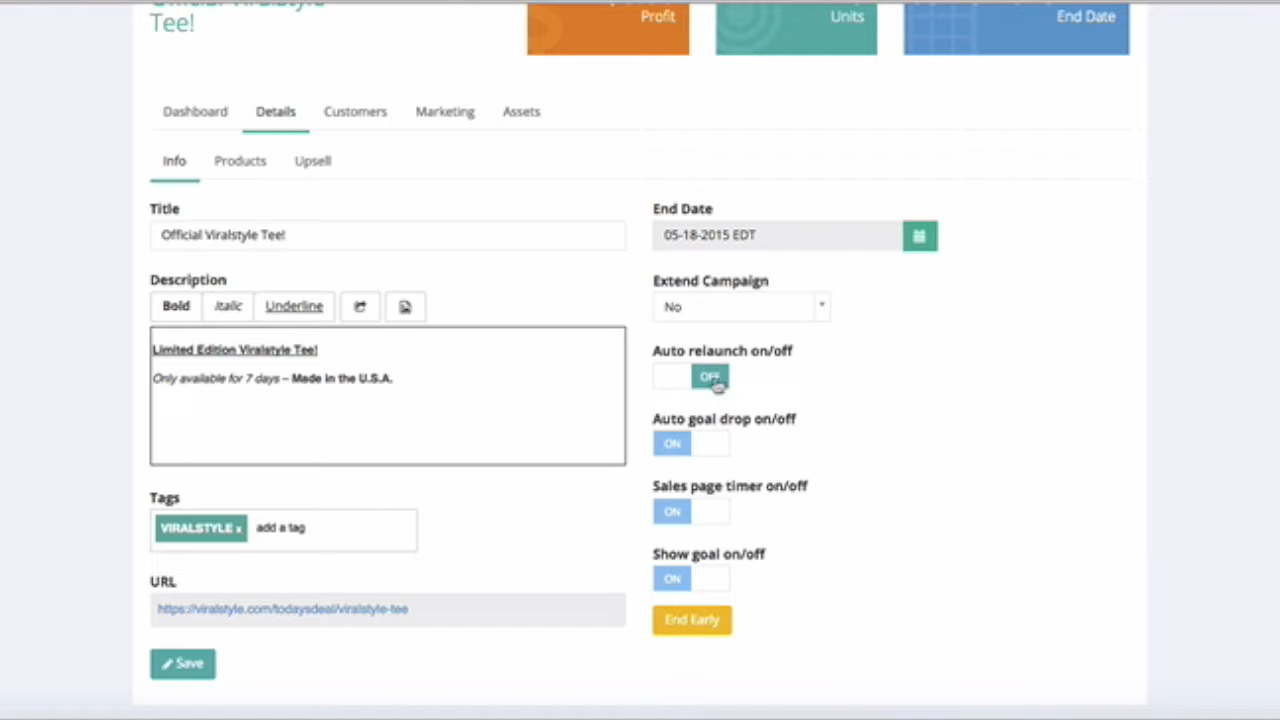 Official Viralstyle
Tee!
Profit
Units
End Date
Dashboard Details Customers Marketing Assets
Info Products Upsell
Title
Official Viralstyle Tee!
Description
Bold Italic Underline
Limited Edition Viralstyle Tee!
Only available for 7 days – Made in the U.S.A.
Tags
VIRALSTYLE x add a tag
URL
https://viralstyle.com/todaysdeal/viralstyle-tee
Save
End Date
05-18-2015 EDT
Extend Campaign
No
Auto relaunch on/off
OFF
Auto goal drop on/off
ON
Sales page timer on/off
ON
Show goal on/off
ON
End Early